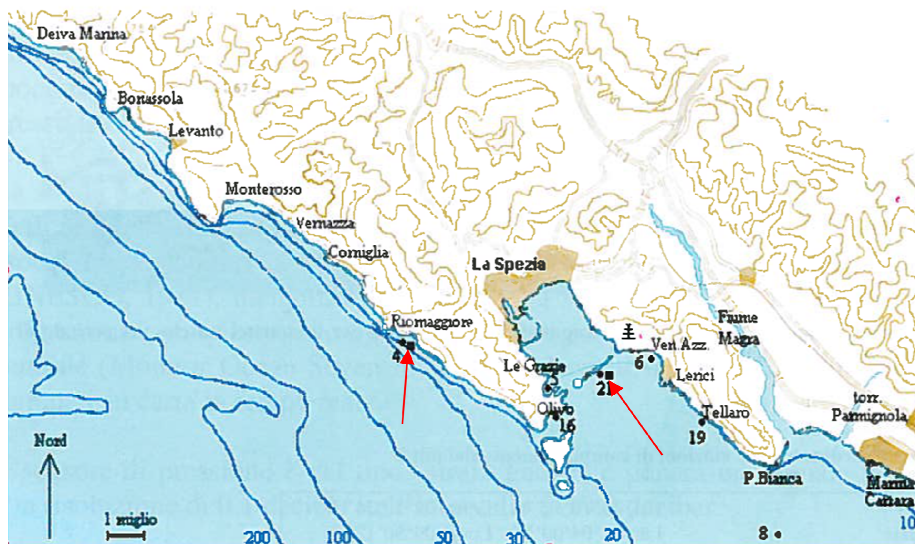 Deiva Marina
Bonassola
Levanto
Monterosso
Vernazza
Corniglia
La Spezia
Riomaggiore
4
Le Grazie
5
Olivo
16
21
6
Ven. Azz.
Lerici
Fiume
Magra
Tellaro
19
torr.
Parmignola
P.Bianca
Marina
Carrara
Nord
1 miglio
200
100
50
30
20
10
8